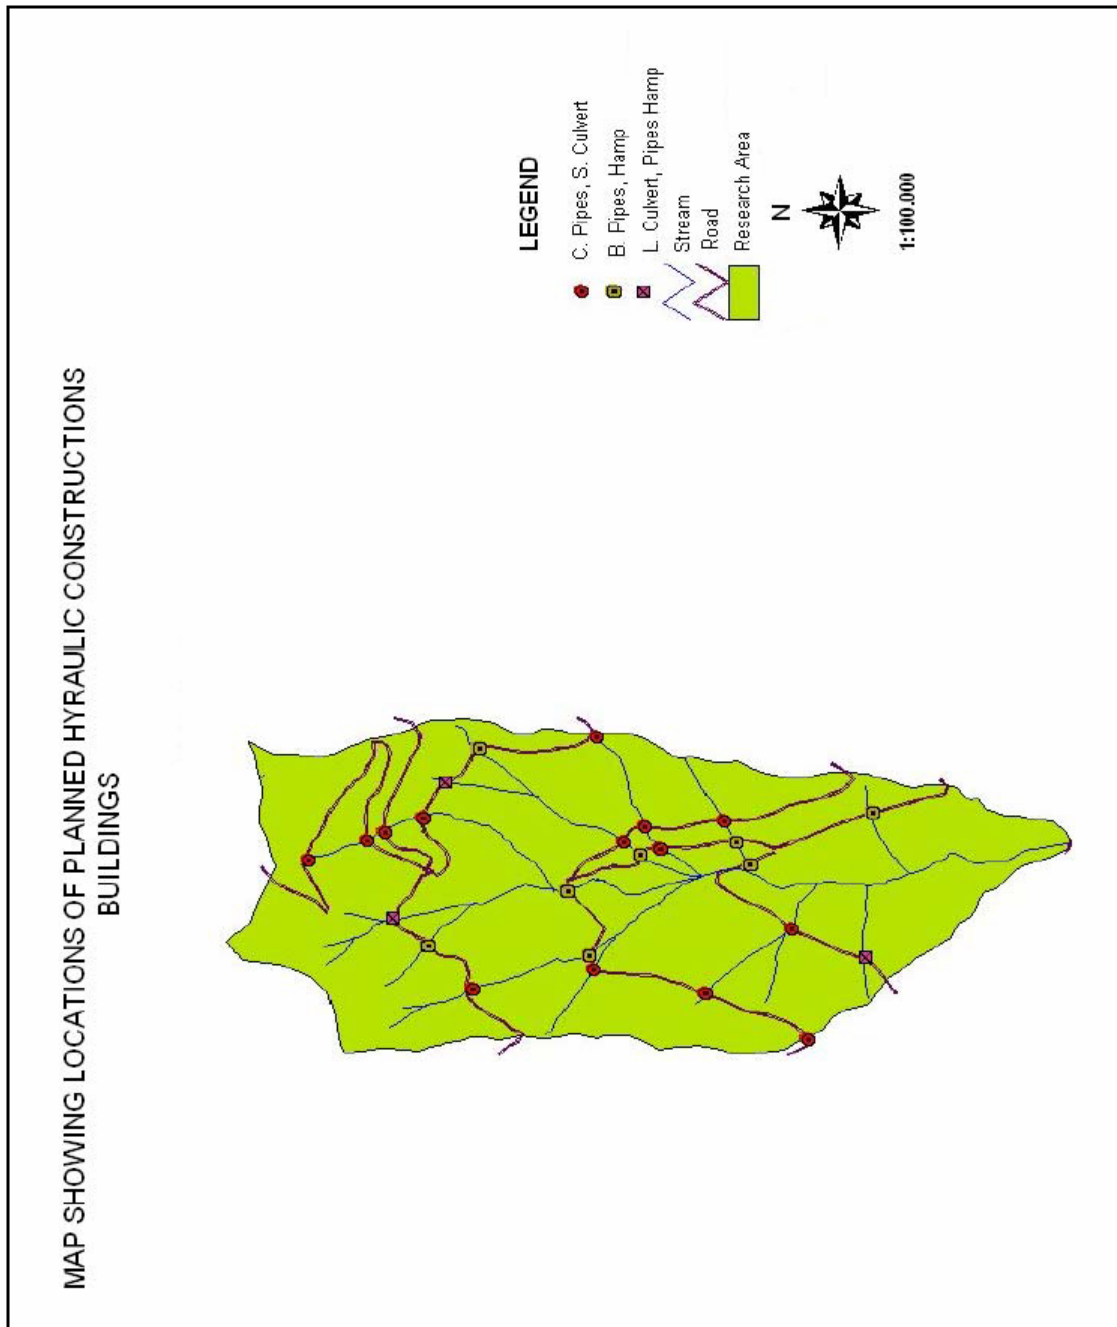 MAP SHOWING LOCATIONS OF PLANNED HYRAULIC CONSTRUCTIONS
BUILDINGS
LEGEND
C. Pipes, S. Culvert
B. Pipes, Hamp
L. Culvert, Pipes Hamp
Stream
Road
Research Area
N
1:100.000